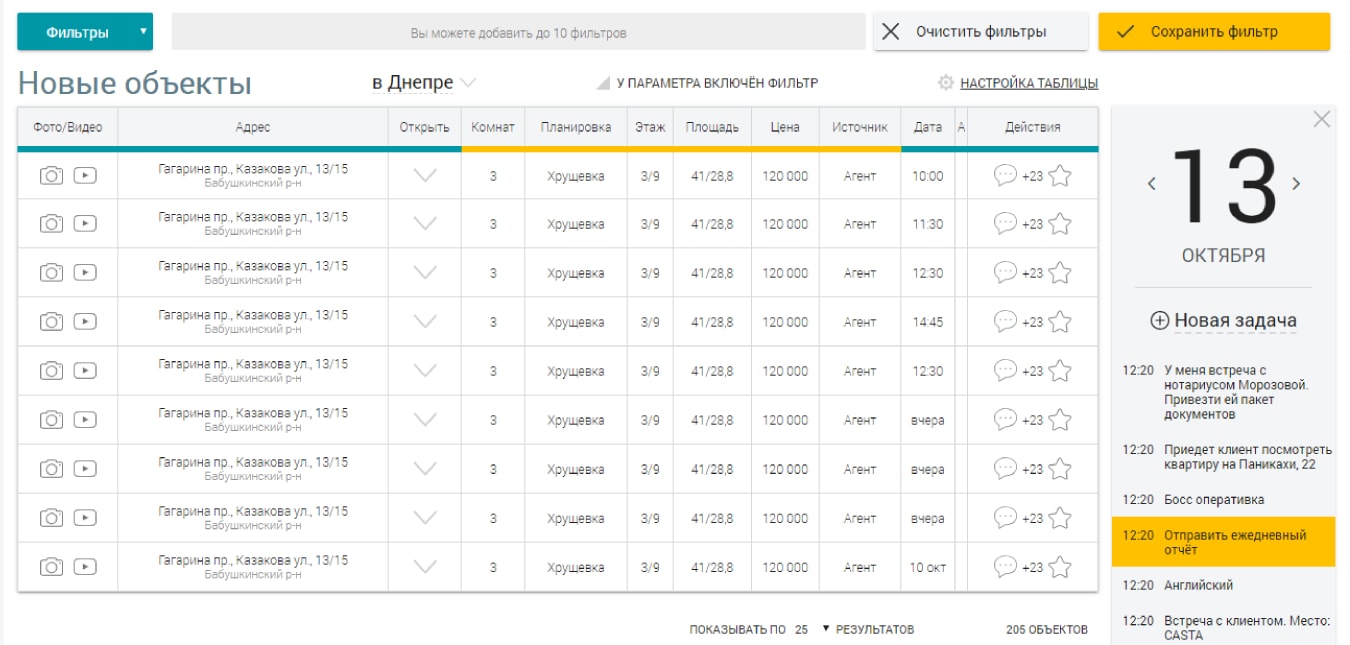 Фильтры
Вы можете добавить до 10 фильтров
Очистить фильтры
Сохранить фильтр
Новые объекты
в Днепре
У ПАРАМЕТРА ВКЛЮЧЁН ФИЛЬТР
НАСТРОЙКА ТАБЛИЦЫ
Фото/Видео Адрес Открыть Комнат Планировка Этаж Площадь Цена Источник Дата А Действия
Гагарина пр., Казакова ул., 13/15 3 Хрущевка 3/9 41/28,8 120 000 Агент 10:00 +23
Бабушкинский р-н
Гагарина пр., Казакова ул., 13/15 3 Хрущевка 3/9 41/28,8 120 000 Агент 11:30 +23
Бабушкинский р-н
Гагарина пр., Казакова ул., 13/15 3 Хрущевка 3/9 41/28,8 120 000 Агент 12:30 +23
Бабушкинский р-н
Гагарина пр., Казакова ул., 13/15 3 Хрущевка 3/9 41/28,8 120 000 Агент 14:45 +23
Бабушкинский р-н
Гагарина пр., Казакова ул., 13/15 3 Хрущевка 3/9 41/28,8 120 000 Агент 12:30 +23
Бабушкинский р-н
Гагарина пр., Казакова ул., 13/15 3 Хрущевка 3/9 41/28,8 120 000 Агент вчера +23
Бабушкинский р-н
Гагарина пр., Казакова ул., 13/15 3 Хрущевка 3/9 41/28,8 120 000 Агент вчера +23
Бабушкинский р-н
Гагарина пр., Казакова ул., 13/15 3 Хрущевка 3/9 41/28,8 120 000 Агент вчера +23
Бабушкинский р-н
Гагарина пр., Казакова ул., 13/15 3 Хрущевка 3/9 41/28,8 120 000 Агент 10 окт +23
Бабушкинский р-н
ПОКАЗЫВАТЬ ПО 25 РЕЗУЛЬТАТОВ
205 ОБЪЕКТОВ
13
ОКТЯБРЯ
Новая задача
12:20 У меня встреча с
нотариусом Морозовой.
Привезти ей пакет
документов
12:20 Приедет клиент посмотреть
квартиру на Паникахи, 22
12:20 Босс оперативка
12:20 Отправить ежедневный
отчёт
12:20 Английский
12:20 Встреча с клиентом. Место:
CASTA